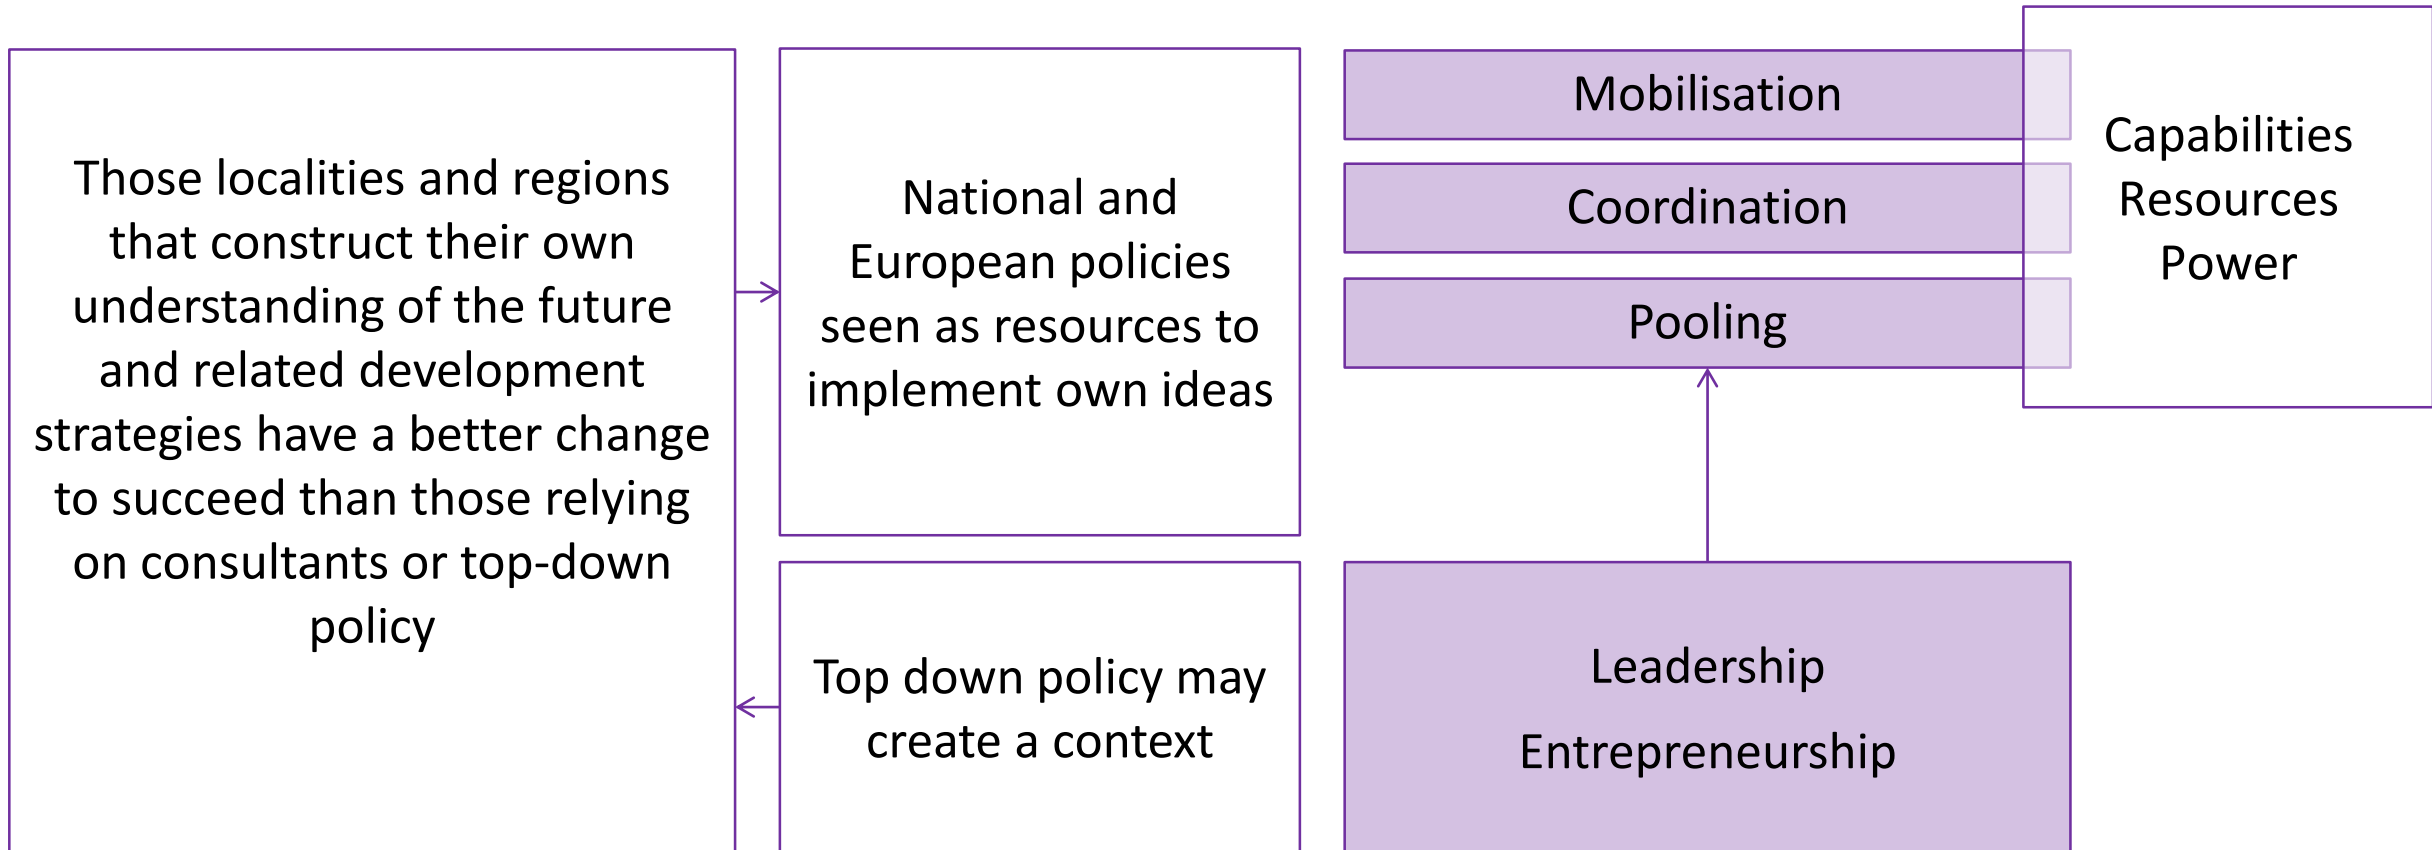 Those localities and regions
that construct their own
understanding of the future
and related development
strategies have a better change
to succeed than those relying
on consultants or top-down
policy
National and
European policies
seen as resources to
implement own ideas
Top down policy may
create a context
Mobilisation
Coordination
Pooling
Capabilities
Resources
Power
Leadership
Entrepreneurship